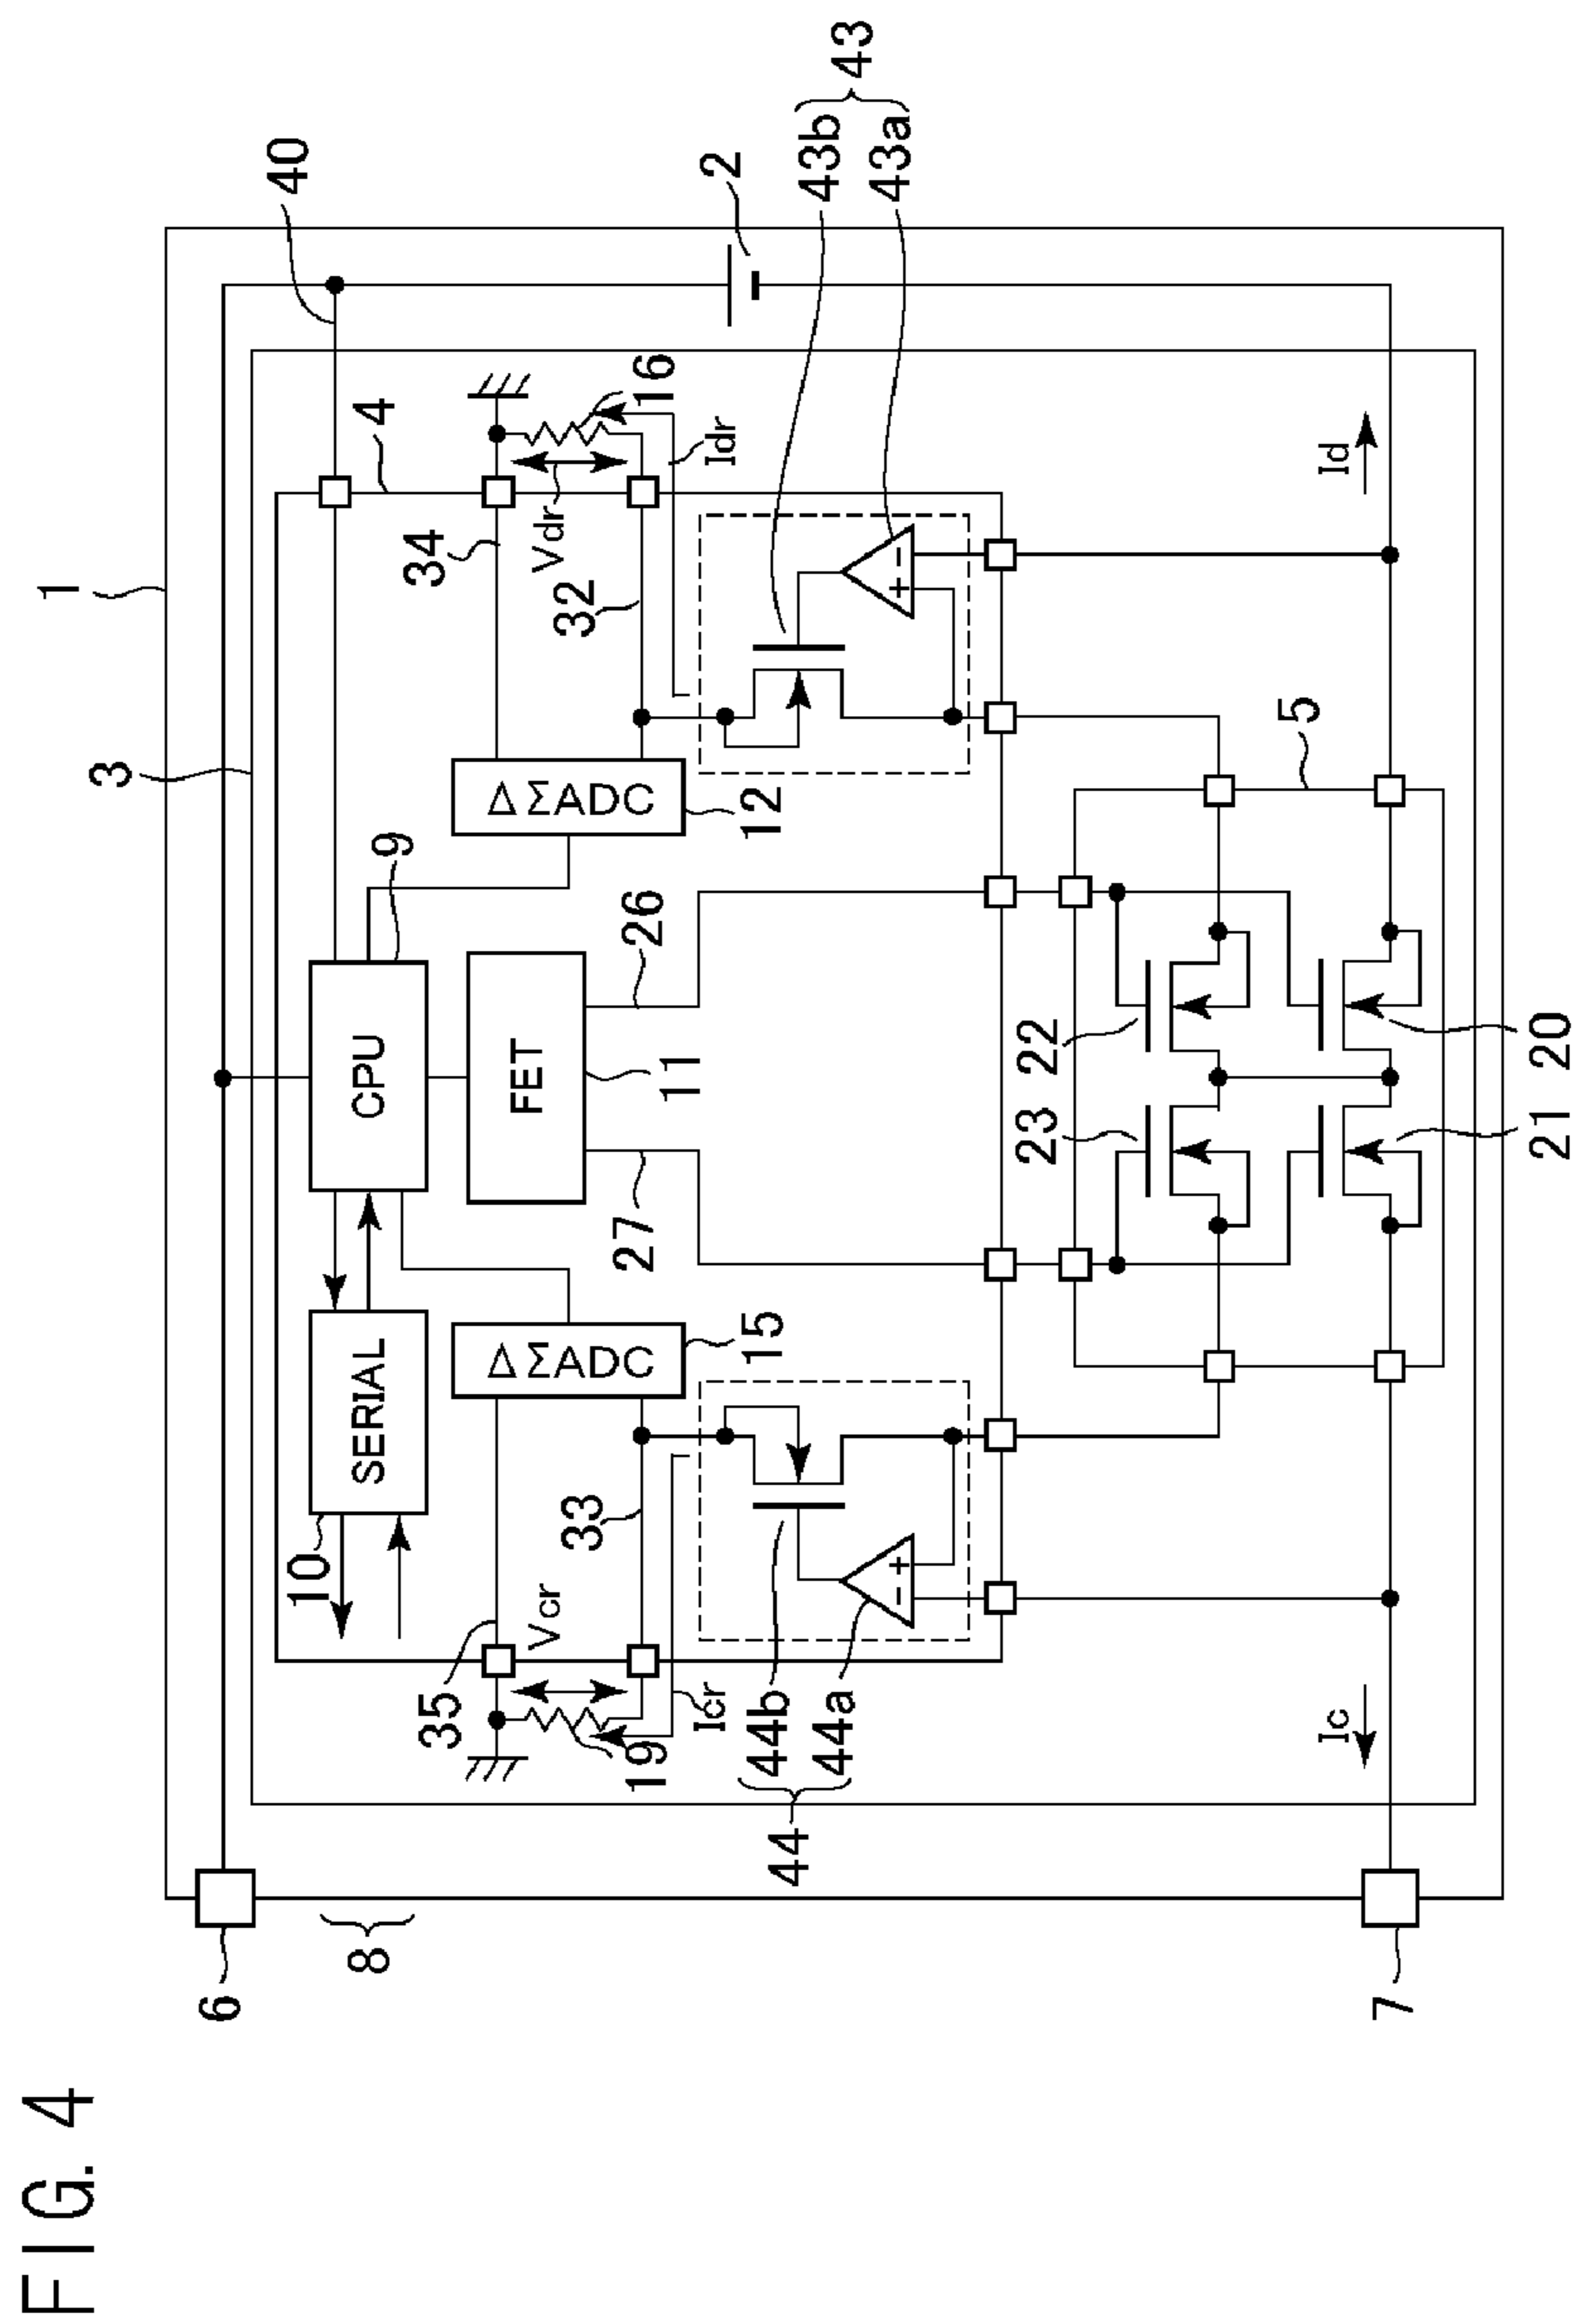 FIG. 4
1
3
40
4
2
43
43b
43a
34
Vdr
32
16
Idr
Id
+
−
ΔΣADC
12
5
9
CPU
FET
11
26
27
22
20
23
21
SERIAL
10
ΔΣADC
15
33
35
Vcr
19
Icr
+
−
44b
44a
44
Ic
6
8
7